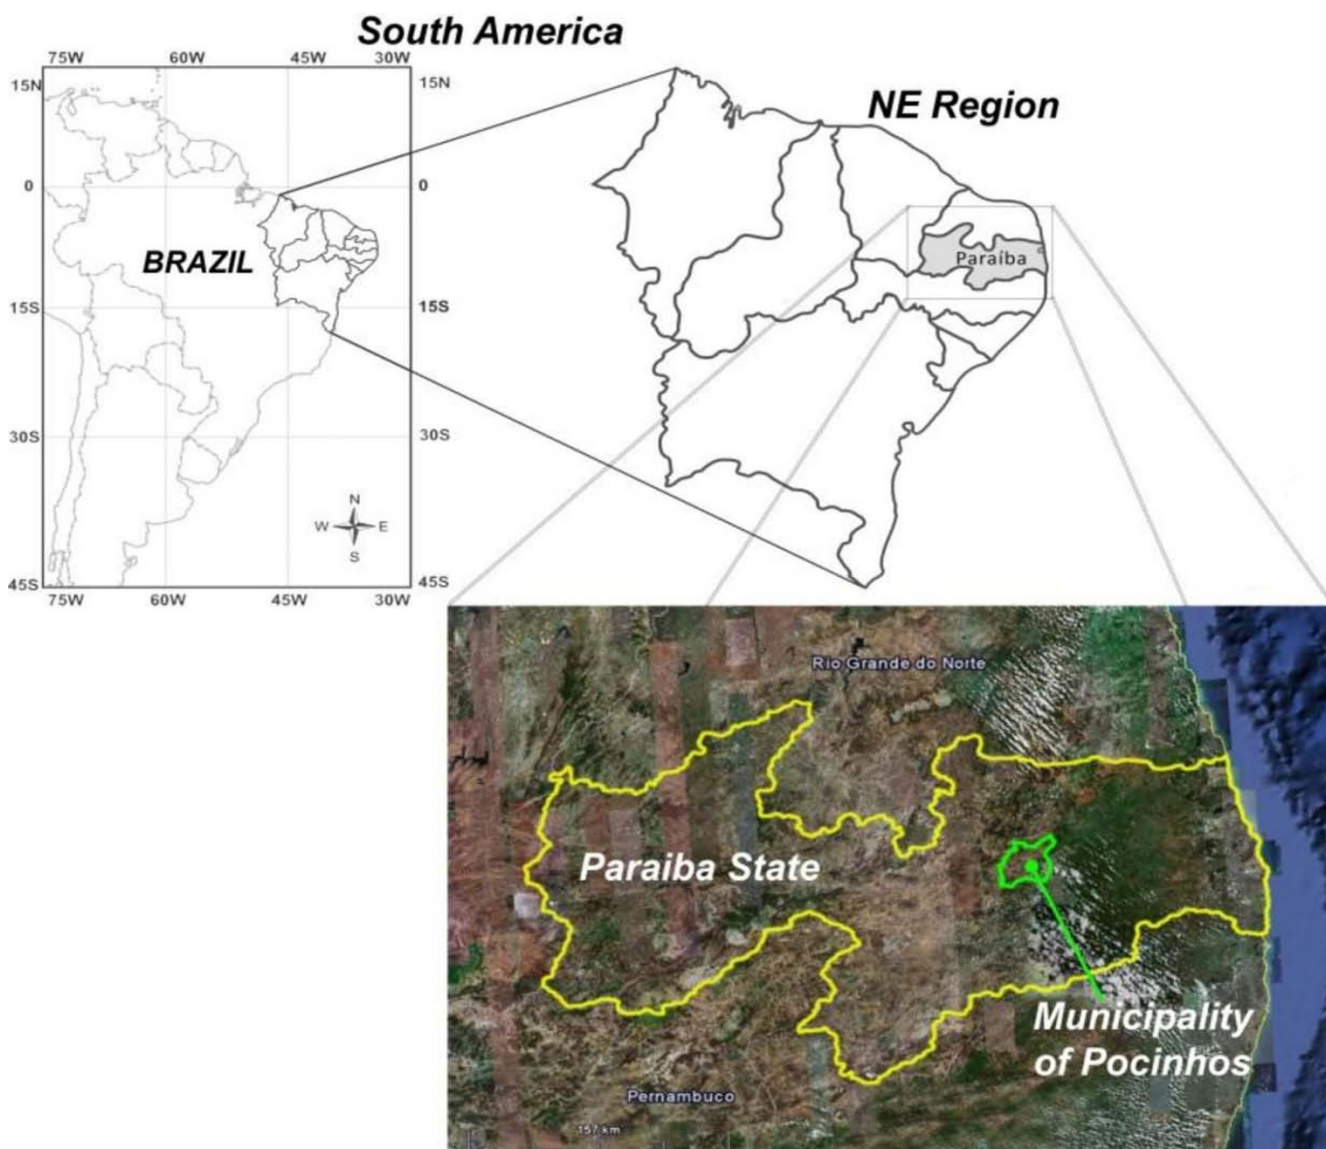 South America
75W 60W 45W 30W
15N 15N
NE Region
0 0
BRAZIL
Paraíba
15S 15S
30S 30S
N
W E
S
45S 45S
75W 60W 45W 30W
Rio Grande do Norte
Paraiba State
Municipality
of Pocinhos
Pernambuco
157 km